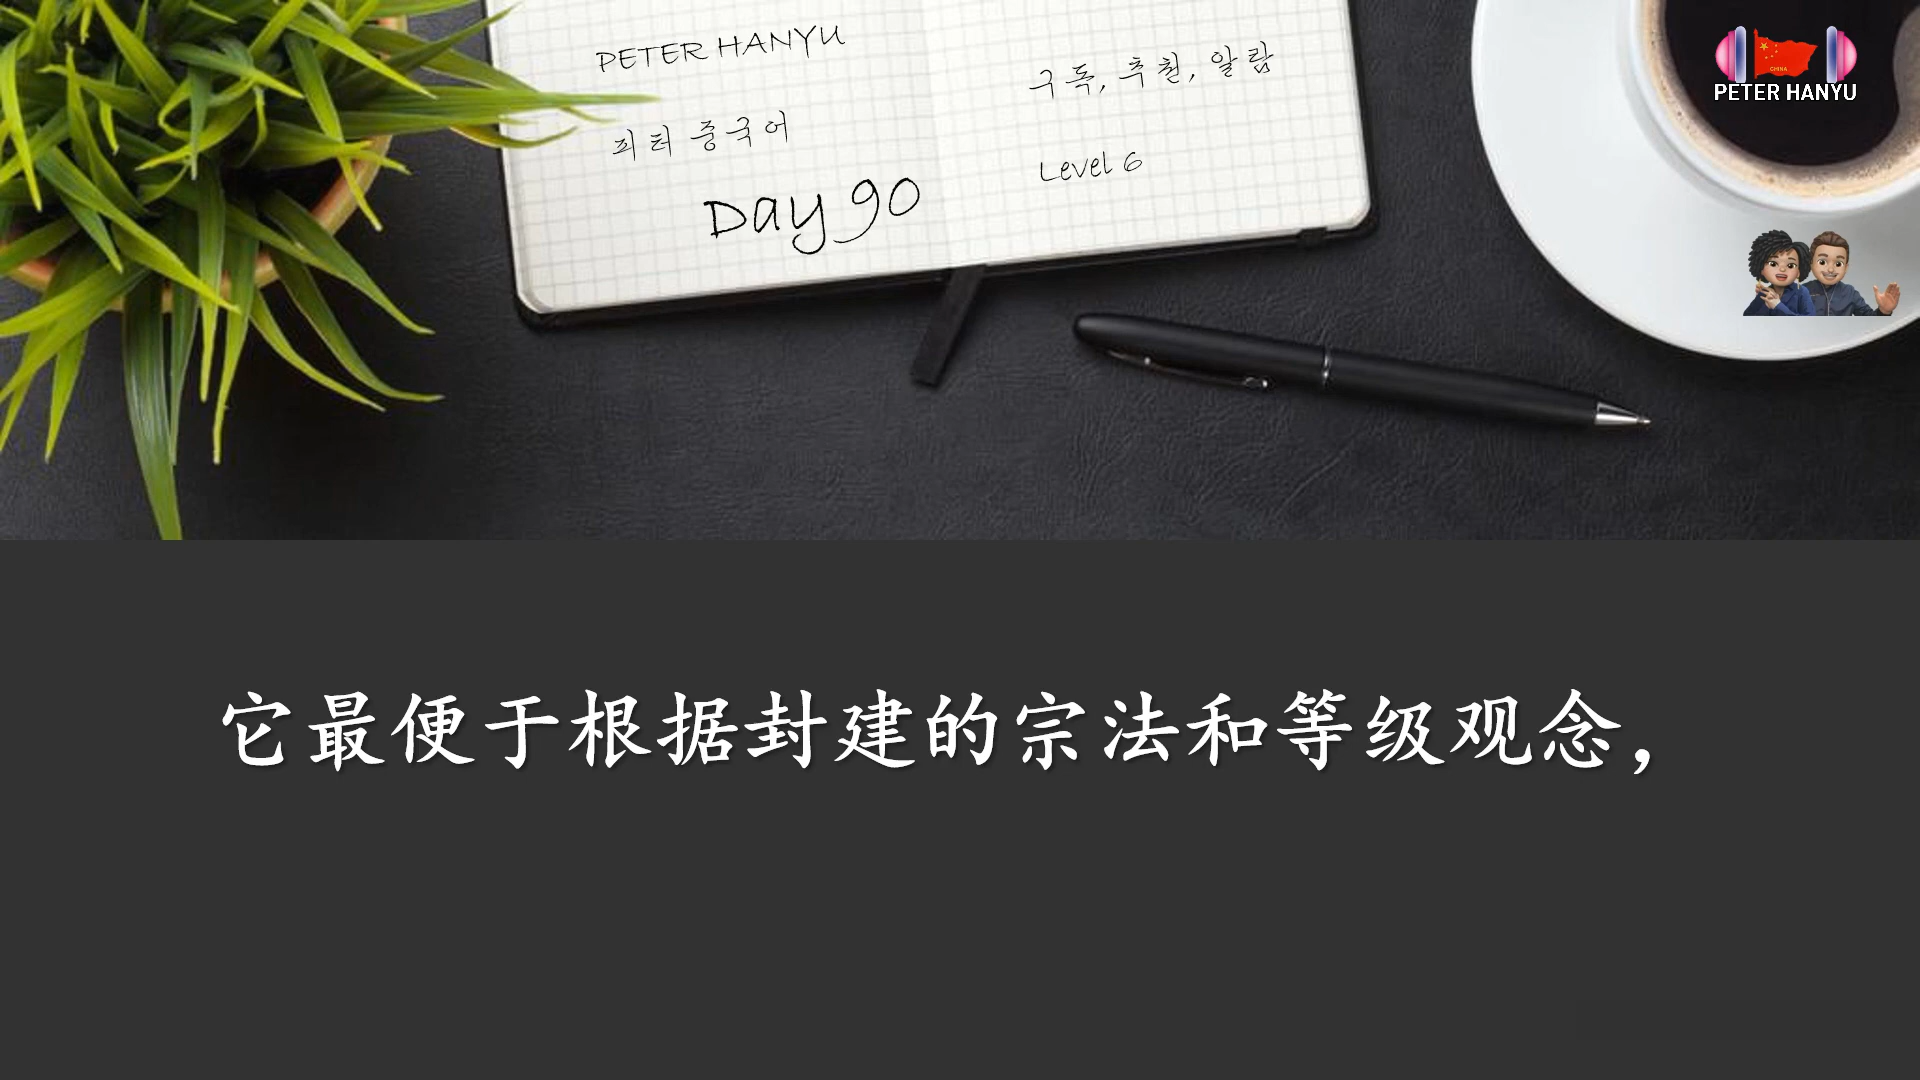 PETER HANYU
피터 중국어
Day 90
구독, 추천, 알람
Level 6
CHINA
PETER HANYU
它最便于根据封建的宗法和等级观念，